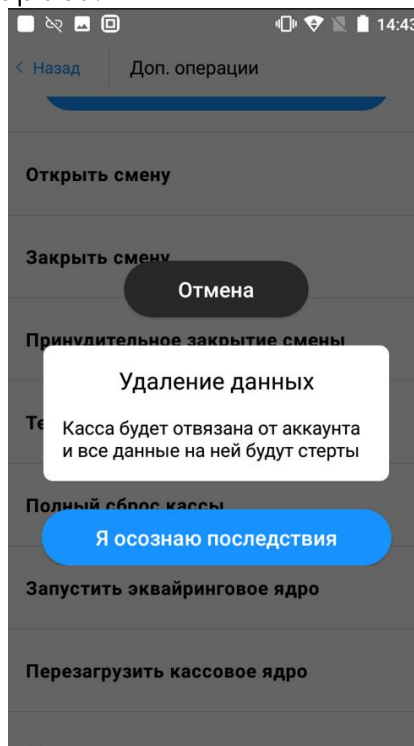 14:43
Назад
Доп. операции
Открыть смену
Закрыть смену
Отмена
Принудительное закрытие смены
Удаление данных
Те
Касса будет отвязана от аккаунта
и все данные на ней будут стерты
Полный сброс кассы
Я осознаю последствия
Запустить эквайринговое ядро
Перезагрузить кассовое ядро